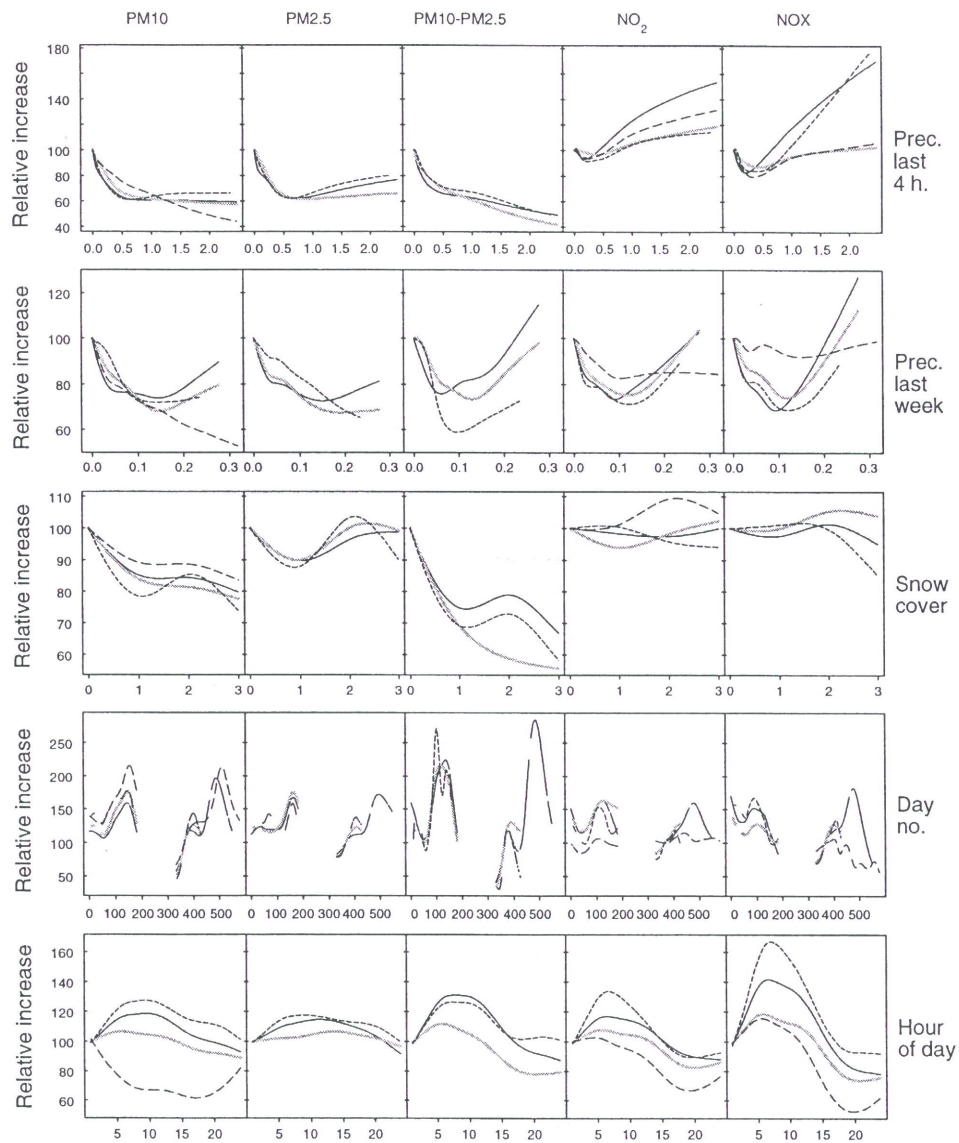 PM10 PM2.5 PM10-PM2.5 NO2 NOX
Relative increase
180
140
100
80
60
40
0.0 0.5 1.0 1.5 2.0 0.0 0.5 1.0 1.5 2.0 0.0 0.5 1.0 1.5 2.0 0.0 0.5 1.0 1.5 2.0 0.0 0.5 1.0 1.5 2.0
Prec.
last
4 h.
Relative increase
120
100
80
60
0.0 0.1 0.2 0.3 0.0 0.1 0.2 0.3 0.0 0.1 0.2 0.3 0.0 0.1 0.2 0.3 0.0 0.1 0.2 0.3
Prec.
last
week
Relative increase
110
100
90
80
70
60
0 1 2 3 0 1 2 3 0 1 2 3 0 1 2 3 0 1 2 3
Snow
cover
Relative increase
250
200
150
100
50
0 100 200 300 400 500 0 100 200 300 400 500 0 100 200 300 400 500 0 100 200 300 400 500 0 100 200 300 400 500
Day
no.
Relative increase
160
140
120
100
80
60
5 10 15 20 5 10 15 20 5 10 15 20 5 10 15 20 5 10 15 20
Hour
of day